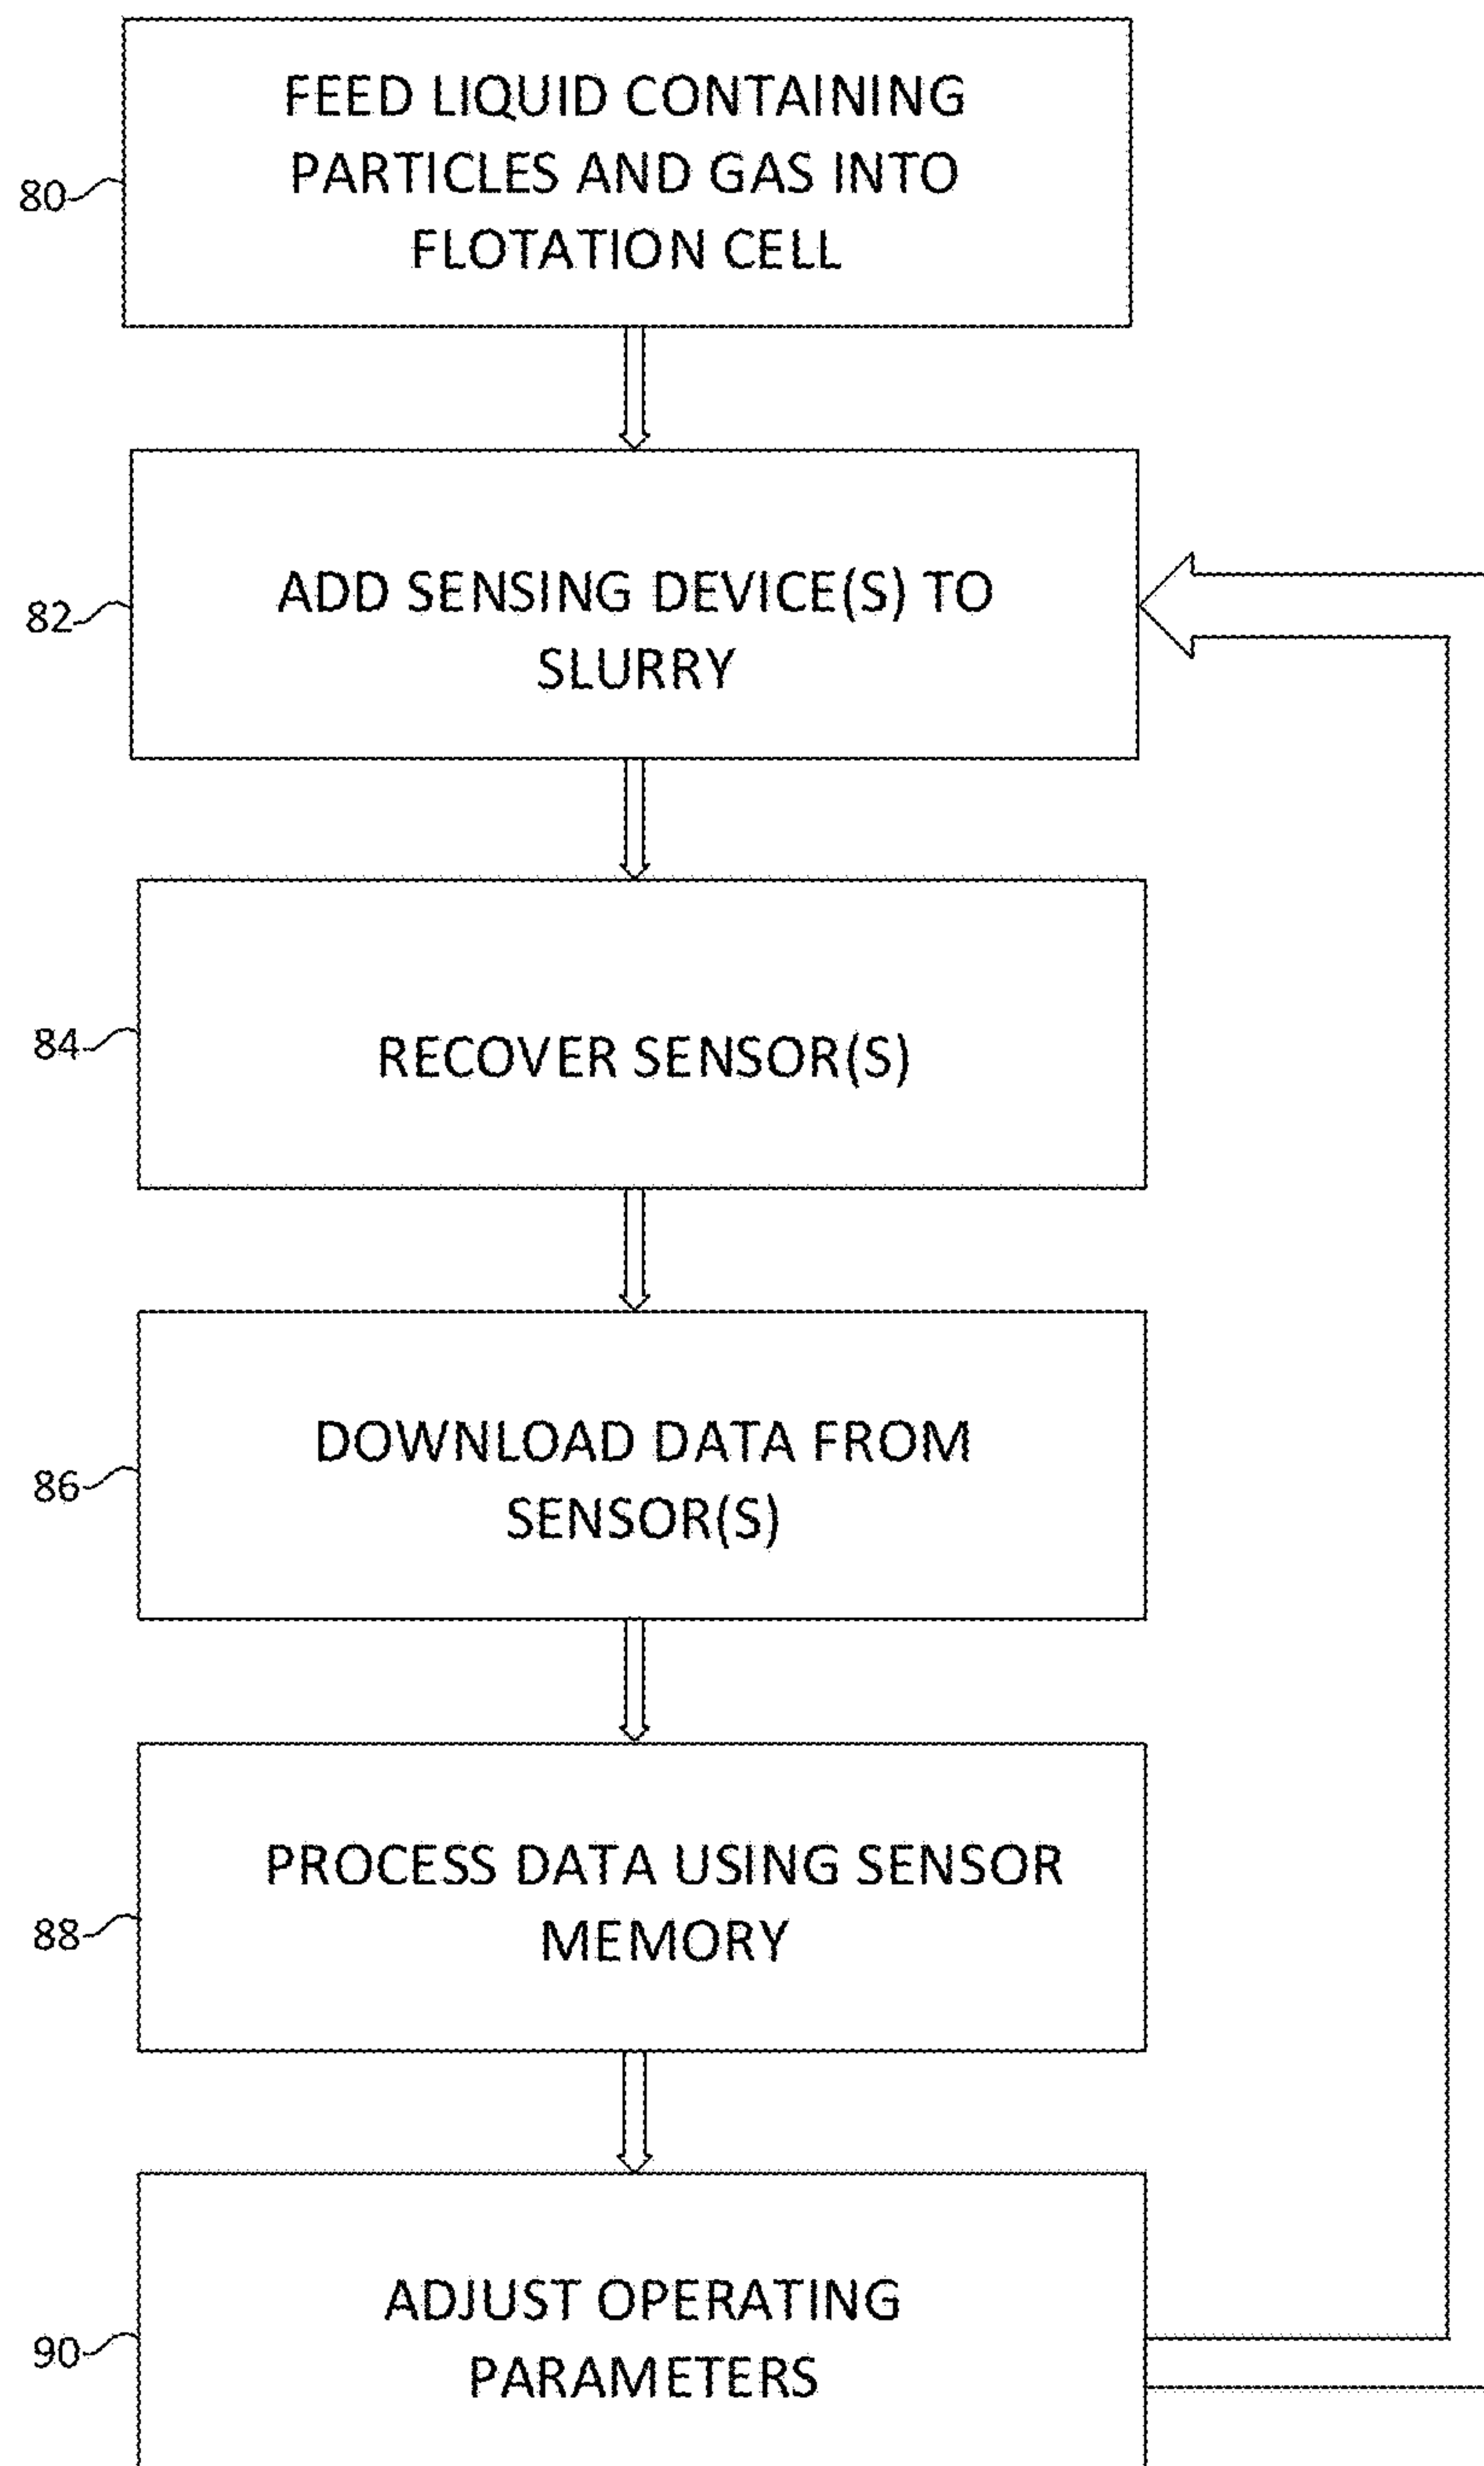 FEED LIQUID CONTAINING
PARTICLES AND GAS INTO
FLOTATION CELL
80
ADD SENSING DEVICE(S) TO
SLURRY
82
RECOVER SENSOR(S)
84
DOWNLOAD DATA FROM
SENSOR(S)
86
PROCESS DATA USING SENSOR
MEMORY
88
ADJUST OPERATING
PARAMETERS
90